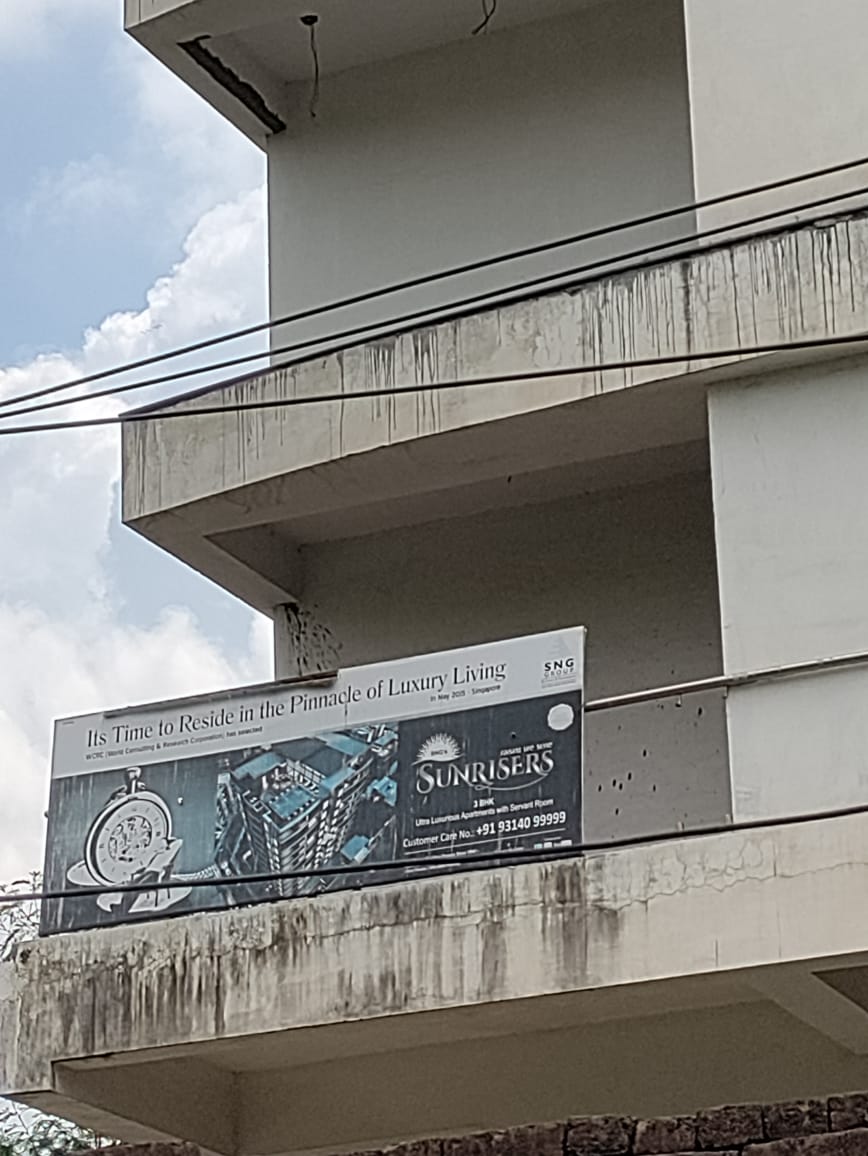 Its Time to Reside in the Pinnacle of Luxury Living
WCRC (World Consulting & Research Corporation) has selected
in May 2015 - Singapore
SNG
GROUP
SNG's
SUNRISERS
3 BHK
Ultra Luxurious Apartments with Servant Room
Customer Care No.: +91 93140 99999